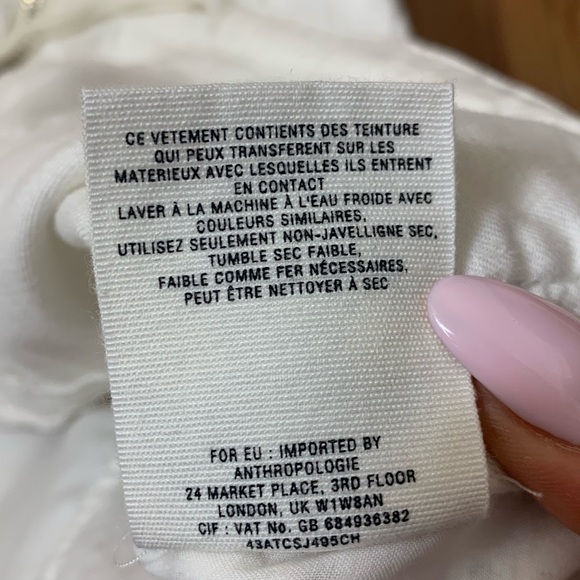 CE VETEMENT CONTIENTS DES TEINTURE
QUI PEUX TRANSFERENT SUR LES
MATERIEUX AVEC LESQUELLES ILS ENTRENT
EN CONTACT
LAVER À LA MACHINE À L'EAU FROIDE AVEC
COULEURS SIMILAIRES,
UTILISEZ SEULEMENT NON-JAVELLIGNE SEC,
TUMBLE SEC FAIBLE,
FAIBLE COMME FER NÉCESSAIRES,
PEUT ÊTRE NETTOYER À SEC
FOR EU : IMPORTED BY
ANTHROPOLOGIE
24 MARKET PLACE, 3RD FLOOR
LONDON, UK W1W8AN
CIF : VAT No. GB 684936382
43ATCSJ495CH